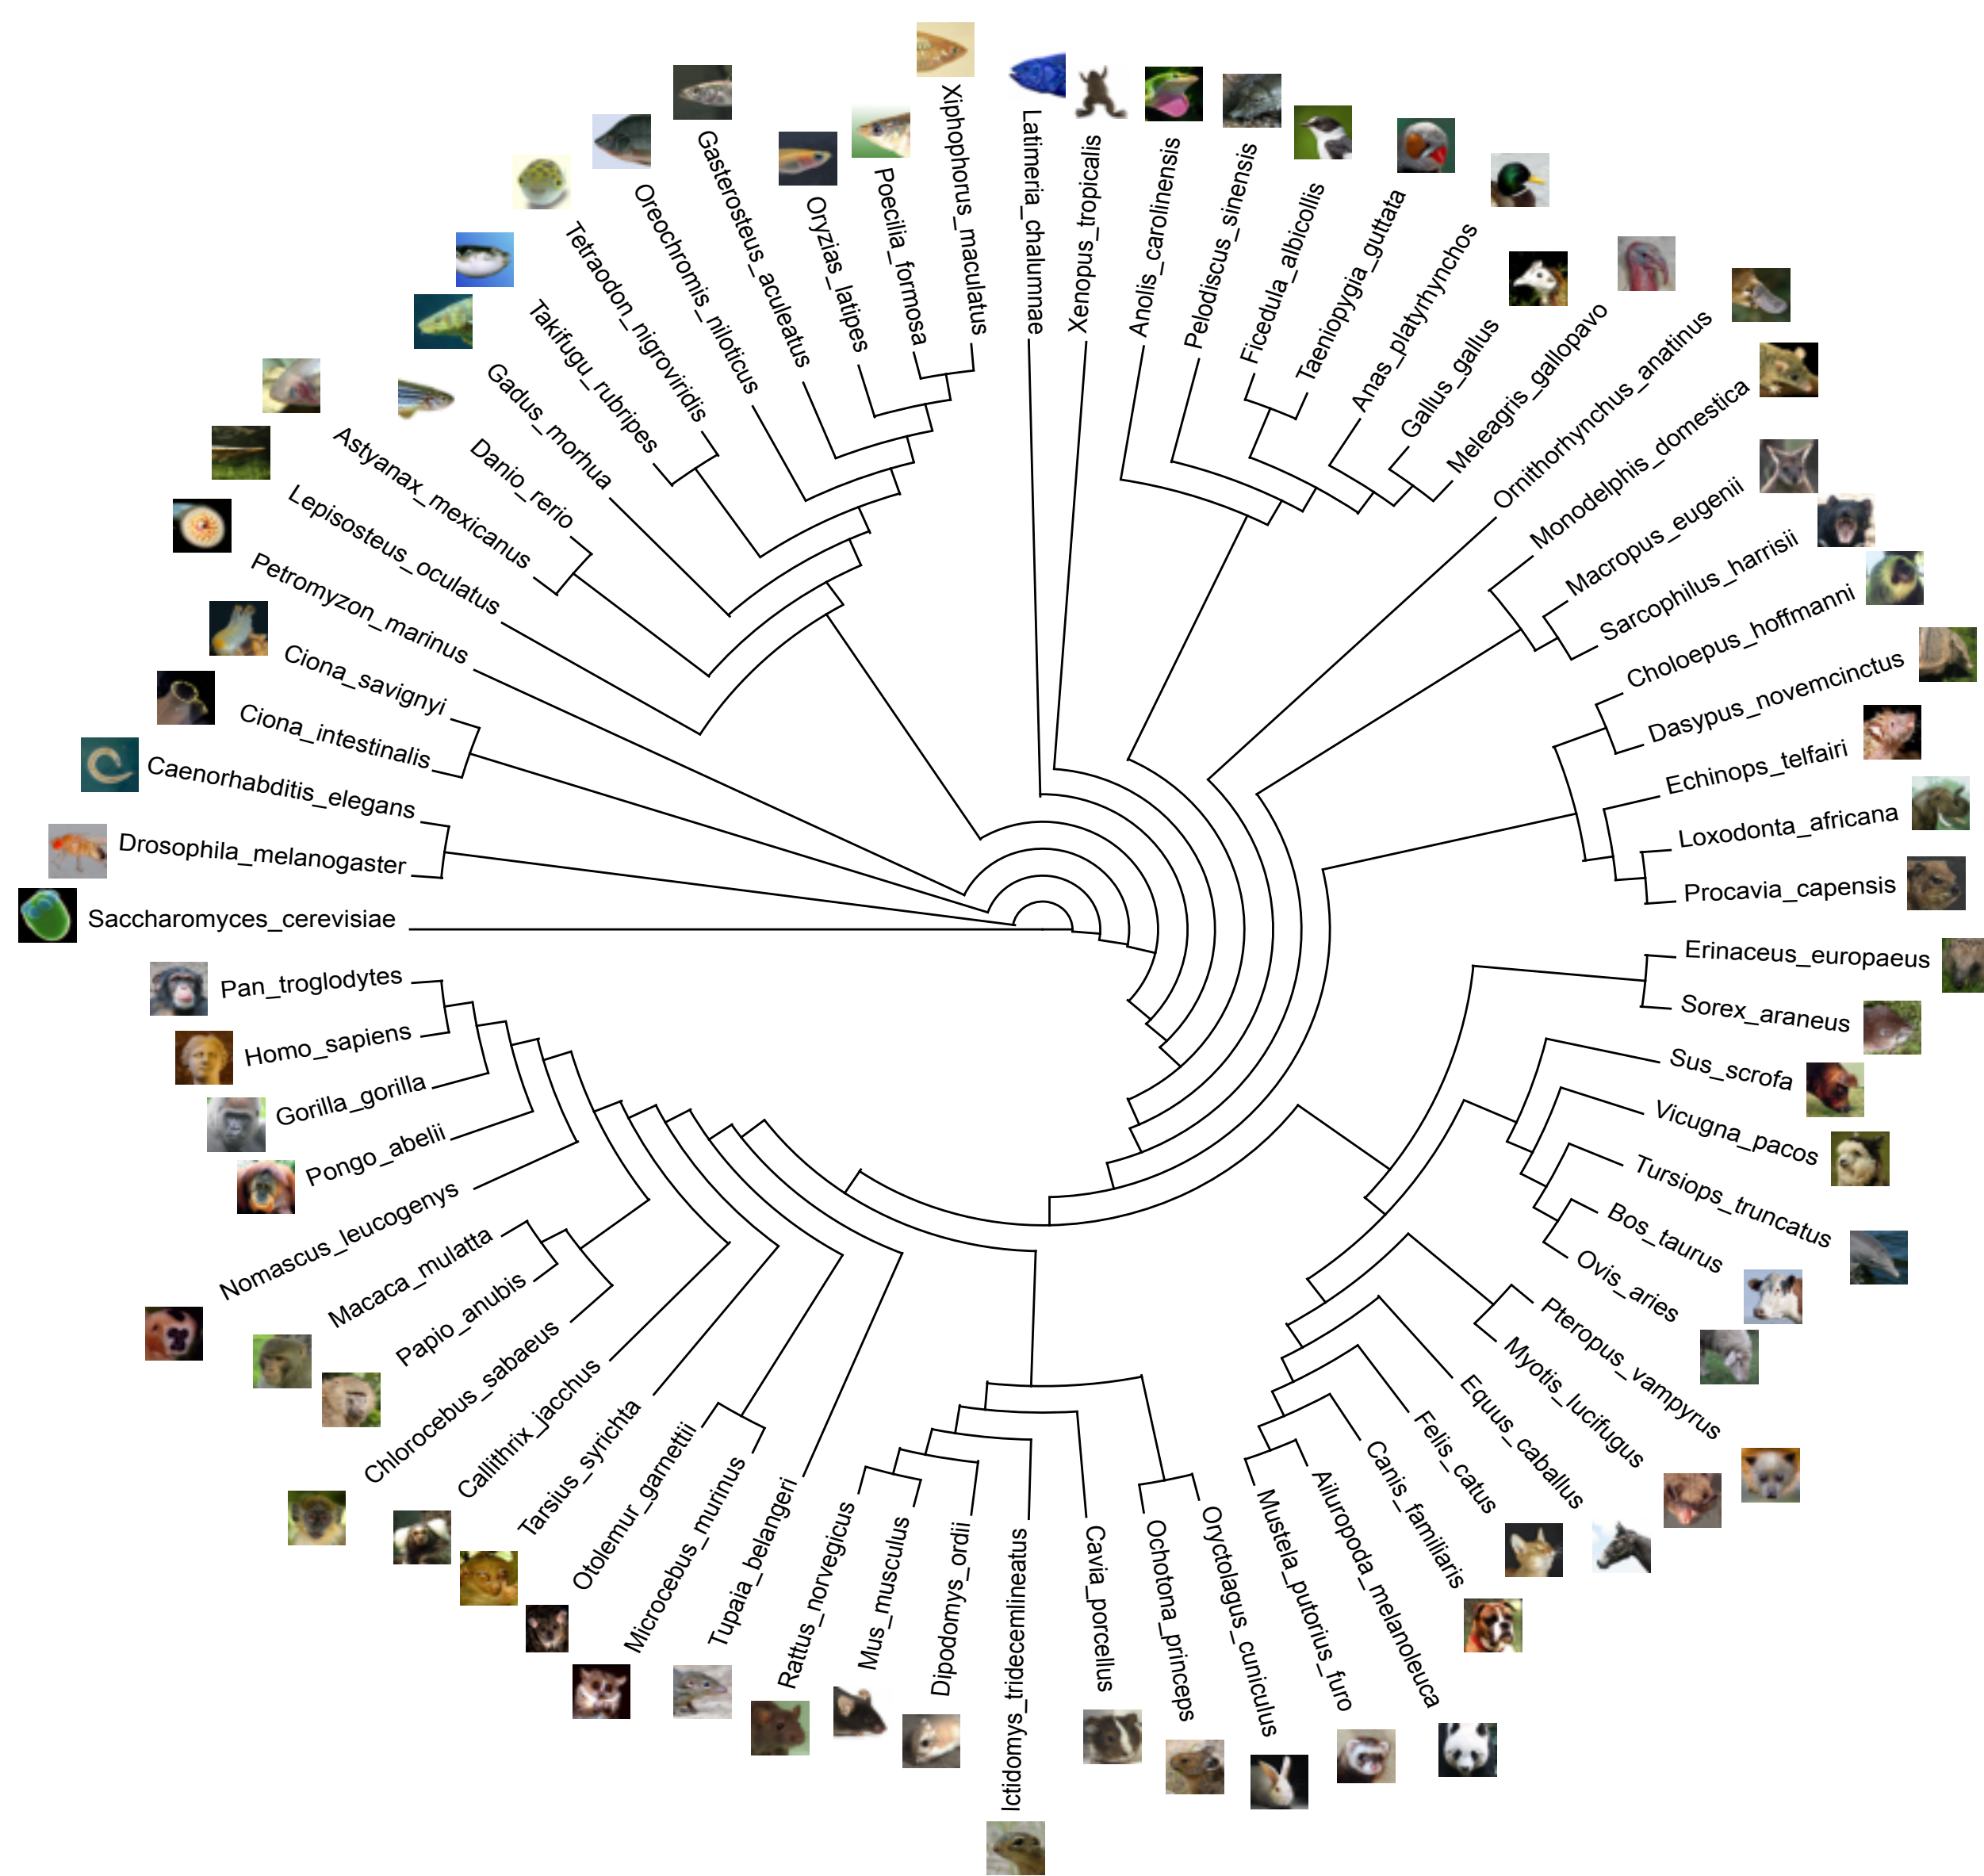 Xiphophorus_maculatus
Latimeria_chalumnae
Xenopus_tropicalis
Anolis_carolinensis
Pelodiscus_sinensis
Ficedula_albicollis
Taeniopygia_guttata
Anas_platyrhynchos
Gallus_gallus
Meleagris_gallopavo
Ornithorhynchus_anatinus
Monodelphis_domestica
Macropus_eugenii
Sarcophilus_harrisii
Choloepus_hoffmanni
Dasypus_novemcinctus
Echinops_telfairi
Loxodonta_africana
Procavia_capensis
Erinaceus_europaeus
Sorex_araneus
Sus_scrofa
Vicugna_pacos
Tursiops_truncatus
Bos_taurus
Ovis_aries
Pteropus_vampyrus
Myotis_lucifugus
Equus_caballus
Felis_catus
Canis_familiaris
Ailuropoda_melanoleuca
Mustela_putorius_furo
Oryctolagus_cuniculus
Ochotona_princeps
Cavia_porcellus
Ictidomys_tridecemlineatus
Dipodomys_ordii
Mus_musculus
Rattus_norvegicus
Tupaia_belangeri
Microcebus_murinus
Otolemur_garnettii
Tarsius_syrichta
Callithrix_jacchus
Chlorocebus_sabaeus
Papio_anubis
Macaca_mulatta
Nomascus_leucogenys
Pongo_abelii
Gorilla_gorilla
Homo_sapiens
Pan_troglodytes
Saccharomyces_cerevisiae
Drosophila_melanogaster
Caenorhabditis_elegans
Ciona_intestinalis
Ciona_savignyi
Petromyzon_marinus
Lepisosteus_oculatus
Astyanax_mexicanus
Danio_rerio
Gadus_morhua
Takifugu_rubripes
Tetraodon_nigroviridis
Oreochromis_niloticus
Gasterosteus_aculeatus
Oryzias_latipes
Poecilia_formosa